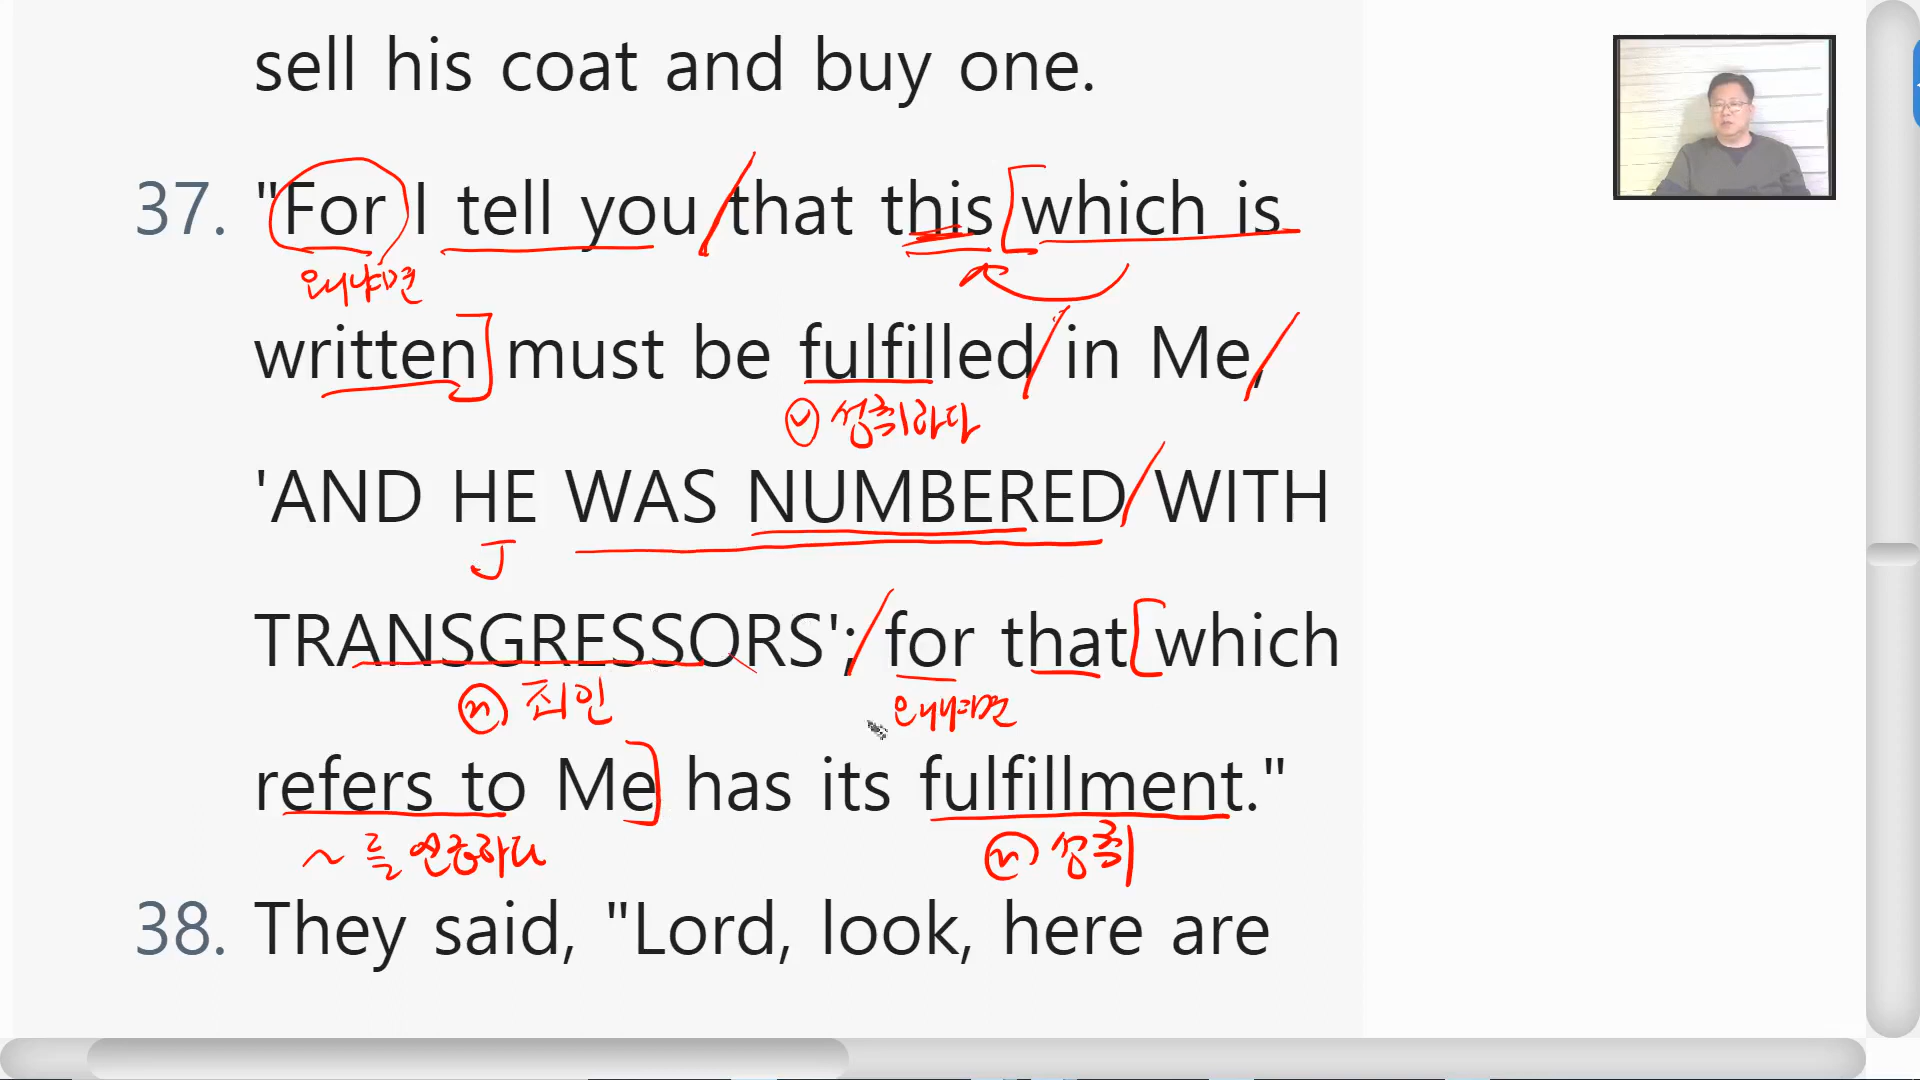 sell his coat and buy one.
37. "For I tell you that this which is
왜냐면
written must be fulfilled in Me,
ⓥ 성취하다
'AND HE WAS NUMBERED WITH
J
TRANSGRESSORS'; for that which
ⓝ 죄인 왜냐면
refers to Me has its fulfillment."
~를 언급하다 ⓝ 성취
38. They said, "Lord, look, here are